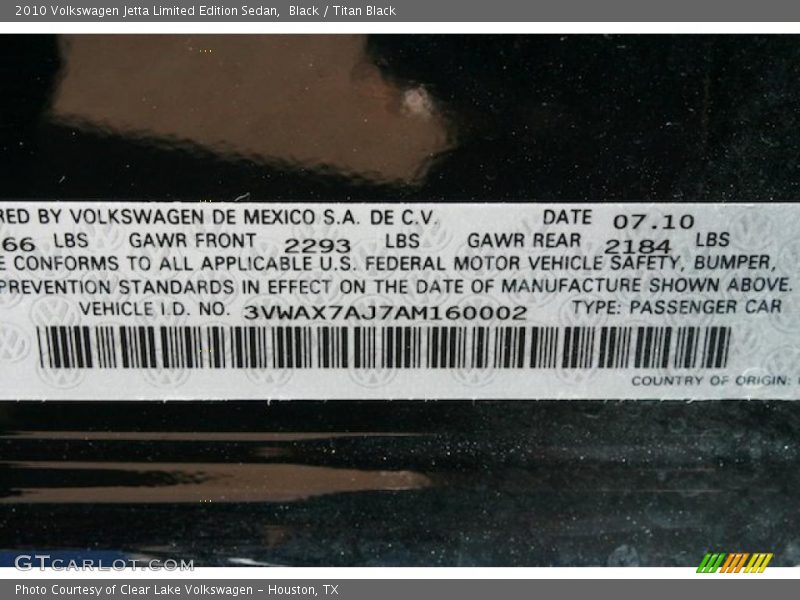 2010 Volkswagen Jetta Limited Edition Sedan,  Black / Titan Black
RED BY VOLKSWAGEN DE MEXICO S.A. DE C.V. DATE 07.10
66 LBS GAWR FRONT 2293 LBS GAWR REAR 2184 LBS
E CONFORMS TO ALL APPLICABLE U.S. FEDERAL MOTOR VEHICLE SAFETY, BUMPER,
PREVENTION STANDARDS IN EFFECT ON THE DATE OF MANUFACTURE SHOWN ABOVE.
VEHICLE I.D. NO. 3VWAX7AJ7AM160002 TYPE: PASSENGER CAR
COUNTRY OF ORIGIN:
GTCARLOT.COM
Photo Courtesy of Clear Lake Volkswagen - Houston, TX